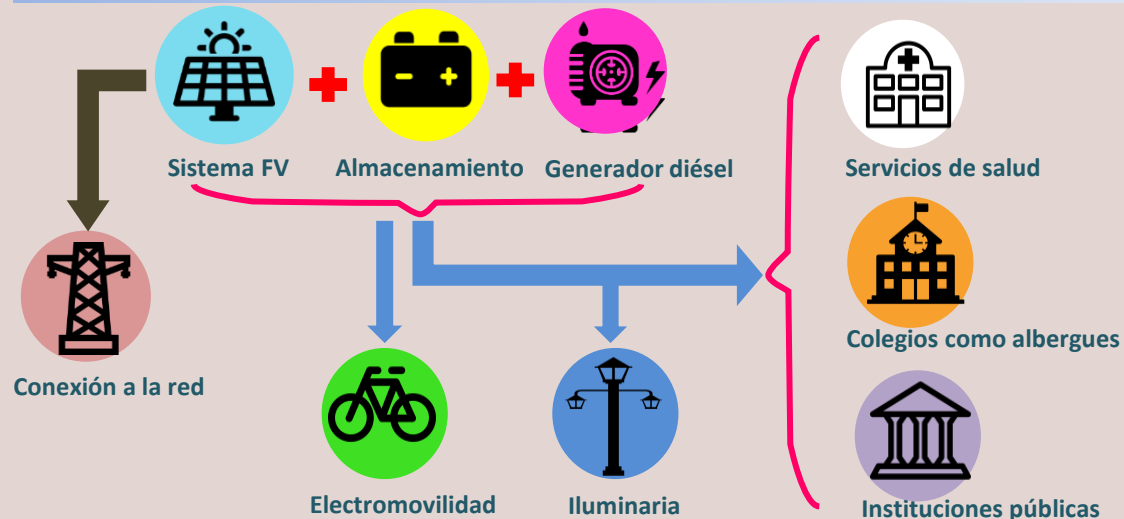 Sistema FV
Almacenamiento
Generador diésel
Servicios de salud
Colegios como albergues
Conexión a la red
Electromovilidad
Iluminaria
Instituciones públicas